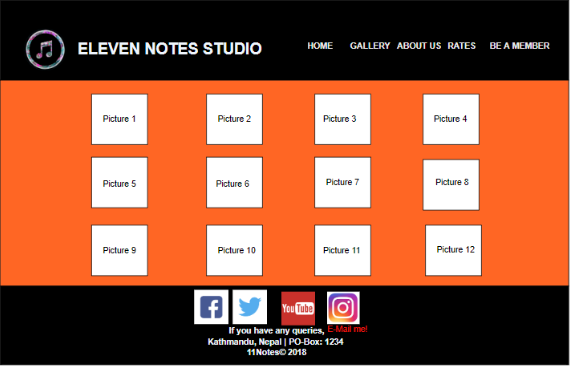 ELEVEN NOTES STUDIO HOME GALLERY ABOUT US RATES BE A MEMBER
Picture 1 Picture 2 Picture 3 Picture 4
Picture 5 Picture 6 Picture 7 Picture 8
Picture 9 Picture 10 Picture 11 Picture 12
You Tube
If you have any queries, E-Mail me!
Kathmandu, Nepal | PO-Box: 1234
11Notes© 2018